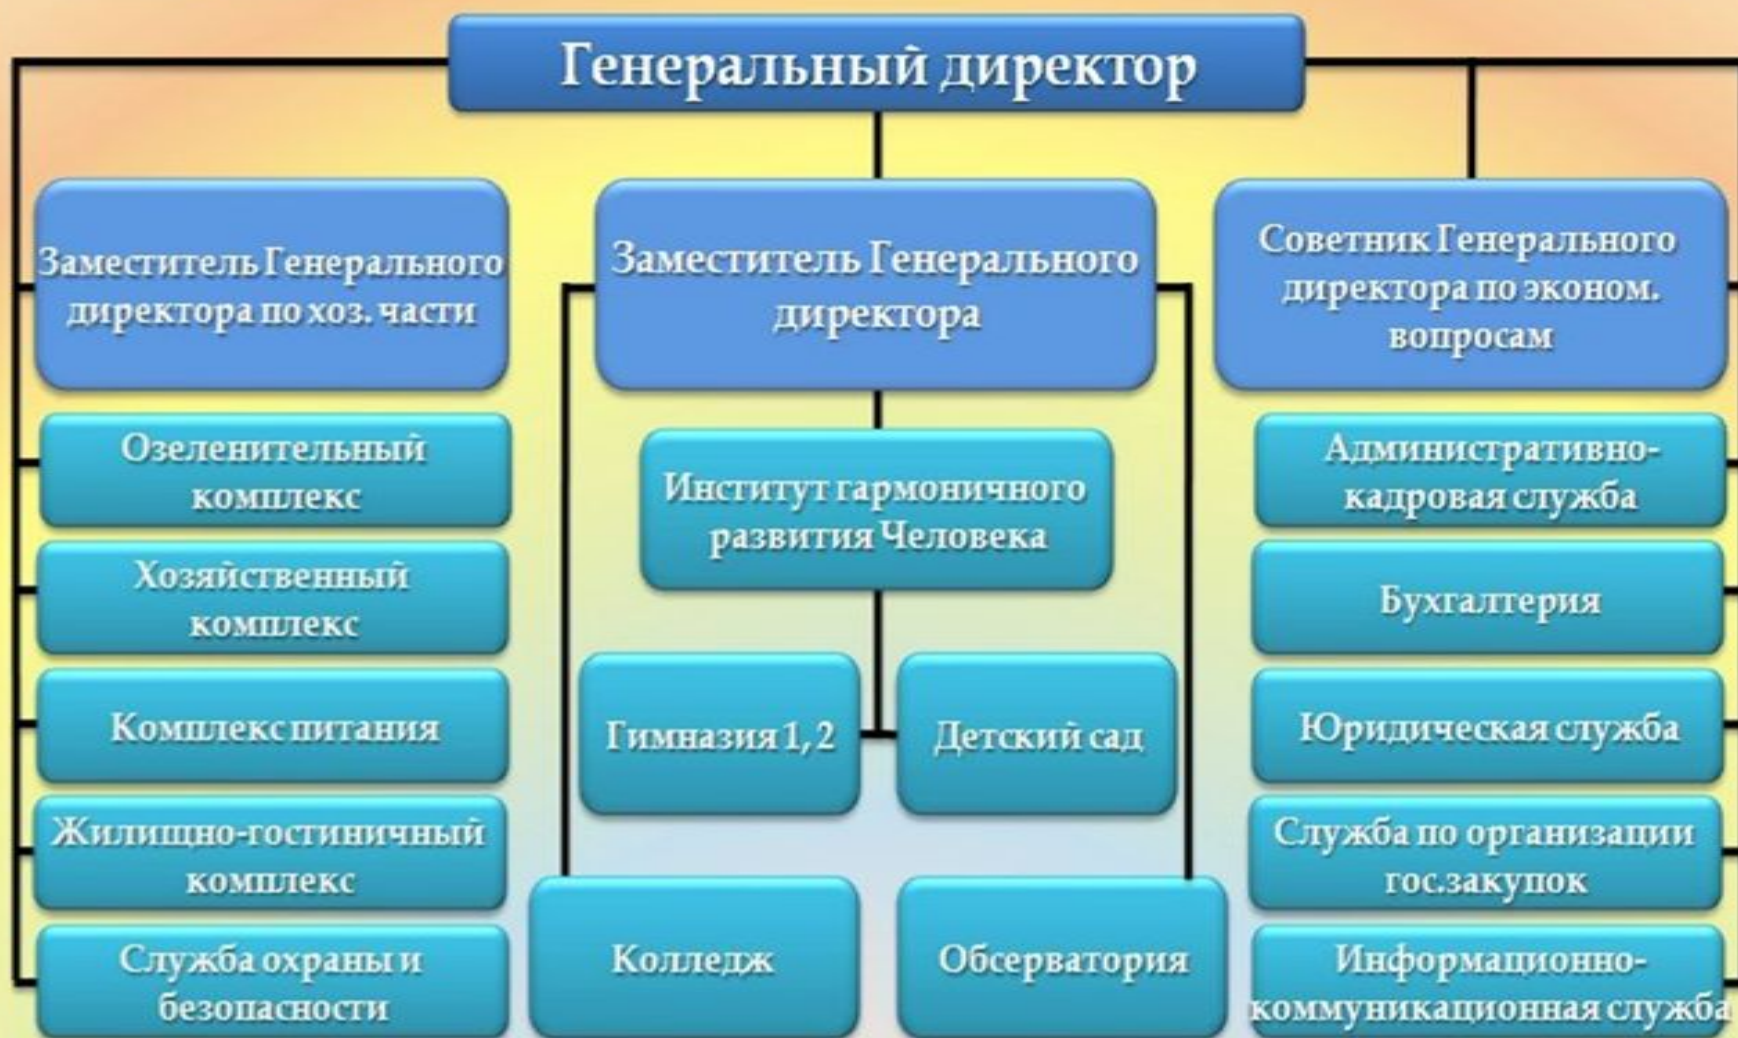 Генеральный директор
Заместитель Генерального
директора по хоз. части
Озеленительный
комплекс
Хозяйственный
комплекс
Комплекс питания
Жилищно-гостиничный
комплекс
Служба охраны и
безопасности
Заместитель Генерального
директора
Институт гармоничного
развития Человека
Гимназия 1, 2
Детский сад
Колледж
Обсерватория
Советник Генерального
директора по эконом.
вопросам
Административно-
кадровая служба
Бухгалтерия
Юридическая служба
Служба по организации
гос.закупок
Информационно-
коммуникационная служба